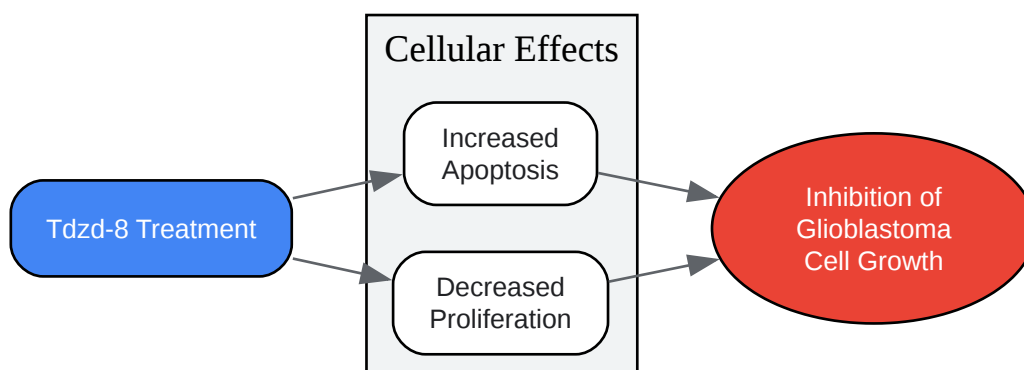 Cellular Effects
Increased
Apoptosis
Tdzd-8 Treatment
Inhibition of
Glioblastoma
Cell Growth
Decreased
Proliferation